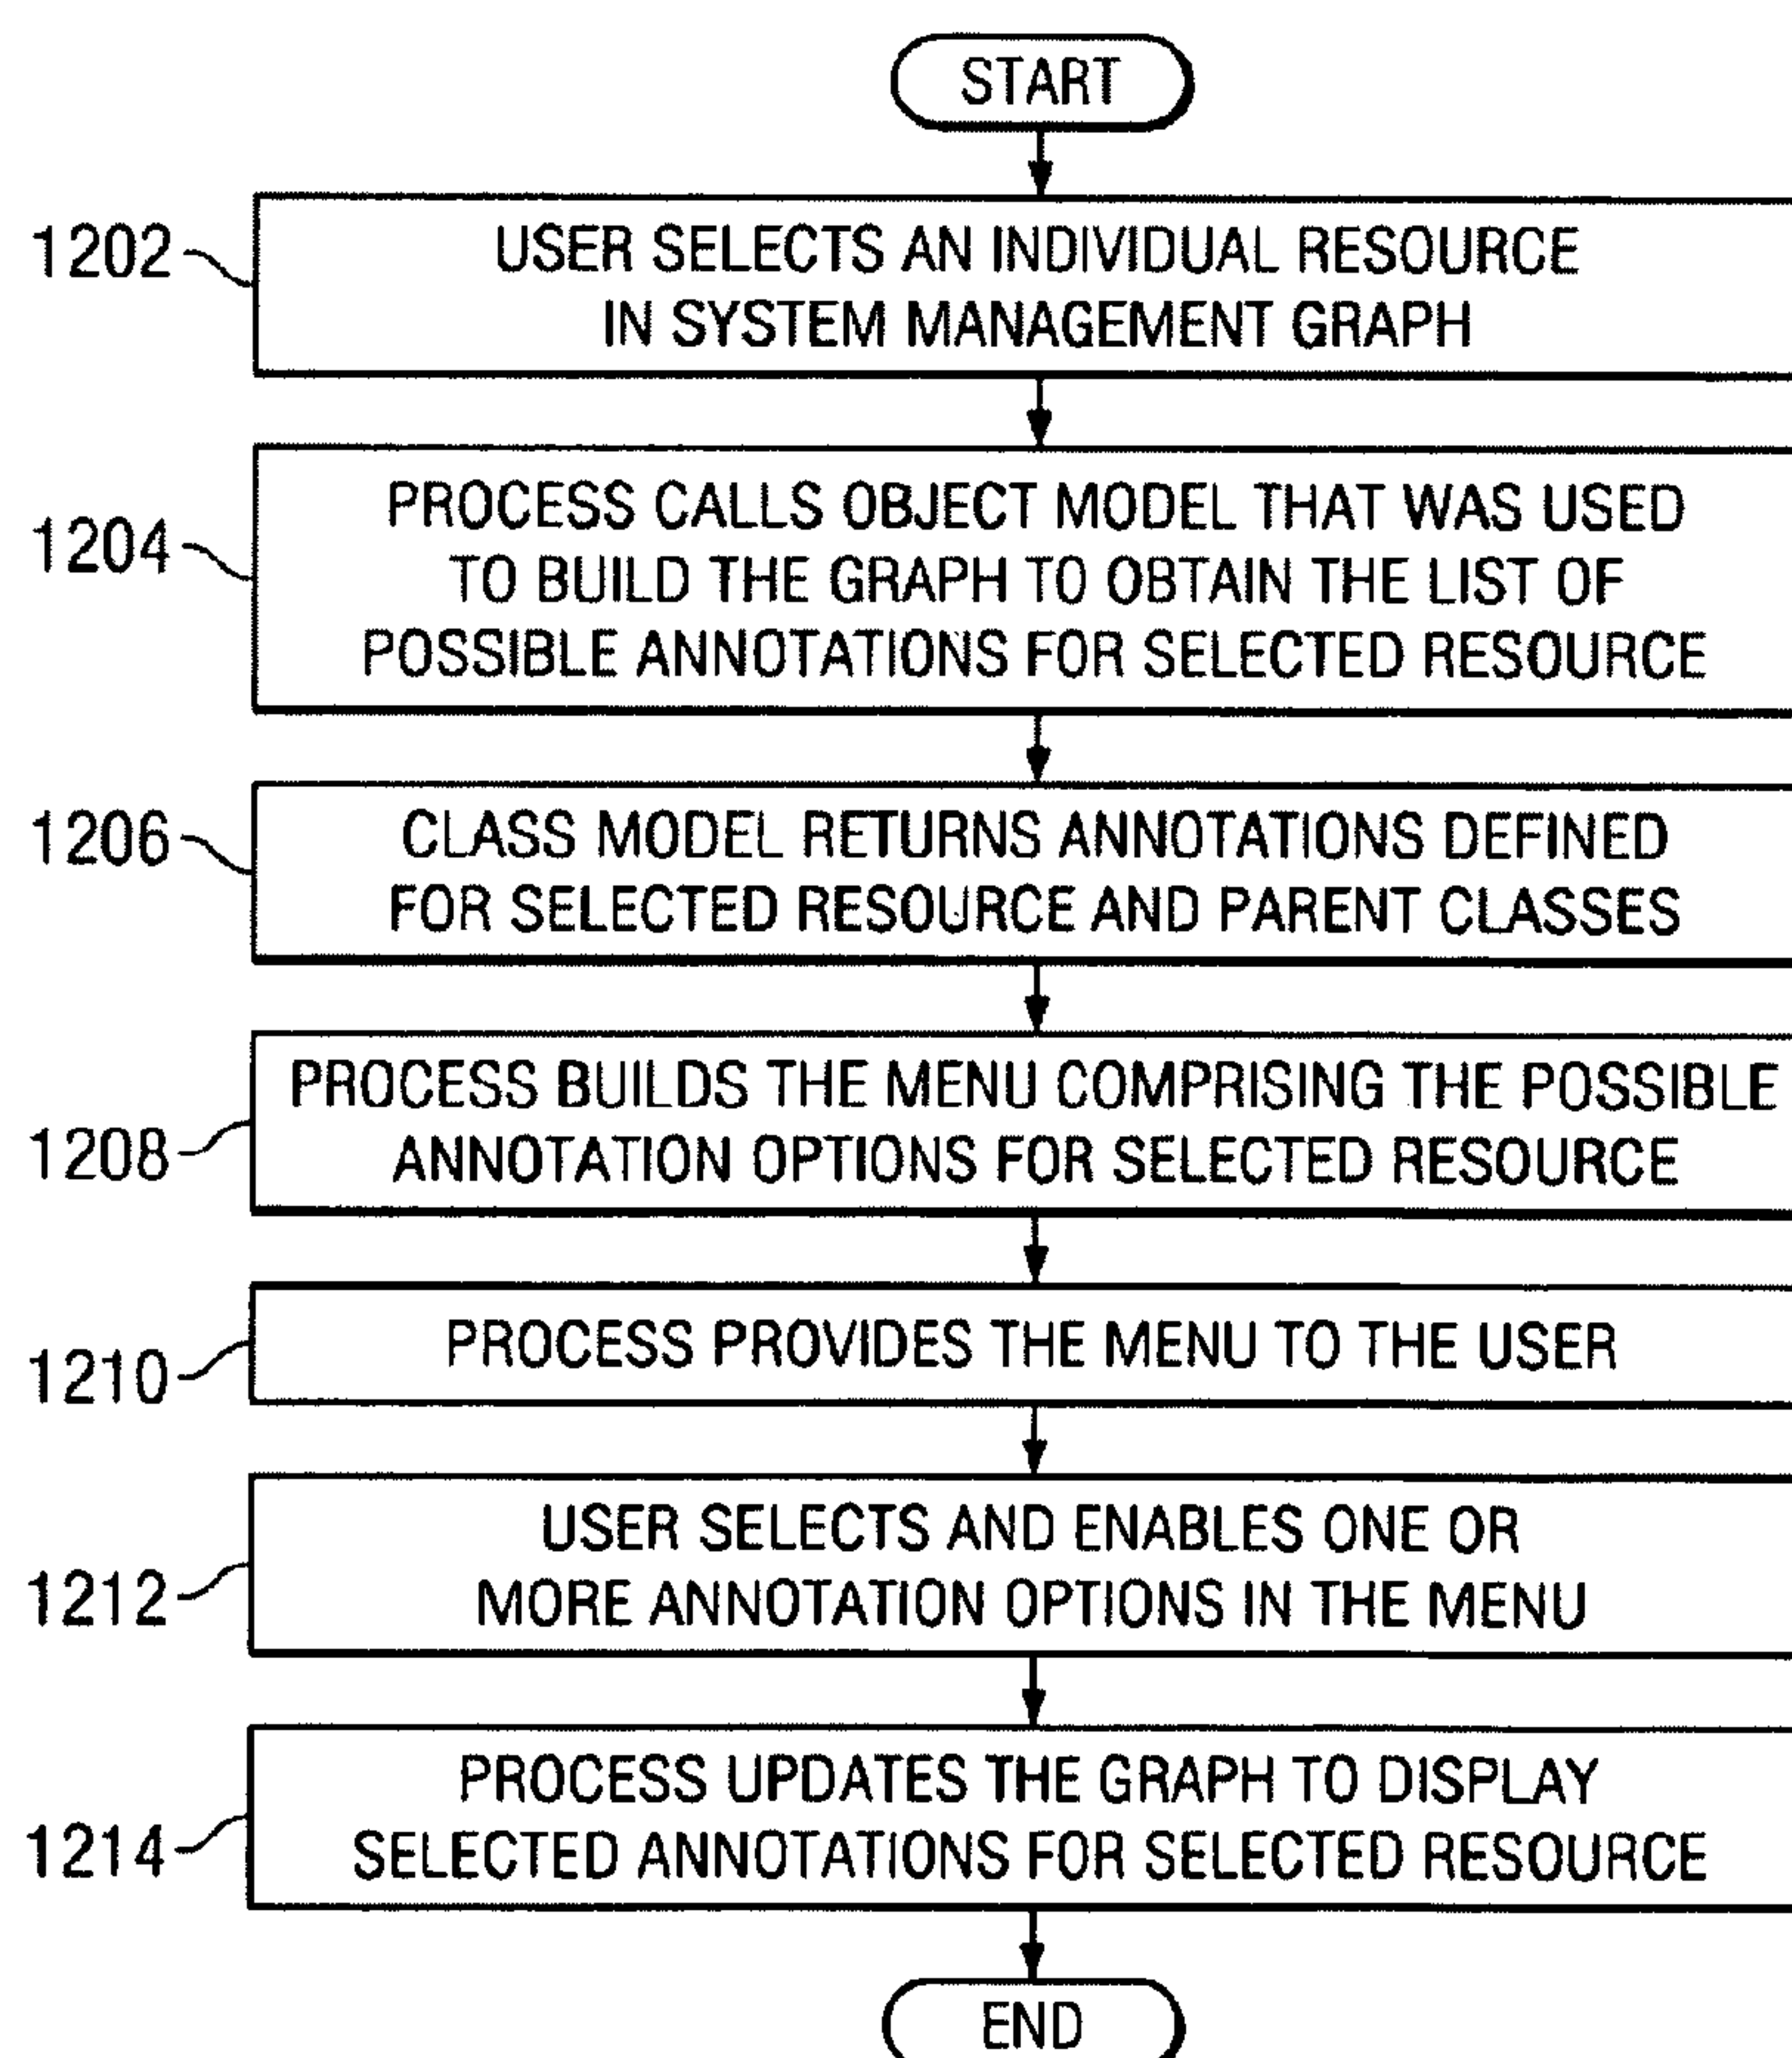 START
1202
USER SELECTS AN INDIVIDUAL RESOURCE
IN SYSTEM MANAGEMENT GRAPH
1204
PROCESS CALLS OBJECT MODEL THAT WAS USED
TO BUILD THE GRAPH TO OBTAIN THE LIST OF
POSSIBLE ANNOTATIONS FOR SELECTED RESOURCE
1206
CLASS MODEL RETURNS ANNOTATIONS DEFINED
FOR SELECTED RESOURCE AND PARENT CLASSES
1208
PROCESS BUILDS THE MENU COMPRISING THE POSSIBLE
ANNOTATION OPTIONS FOR SELECTED RESOURCE
1210
PROCESS PROVIDES THE MENU TO THE USER
1212
USER SELECTS AND ENABLES ONE OR
MORE ANNOTATION OPTIONS IN THE MENU
1214
PROCESS UPDATES THE GRAPH TO DISPLAY
SELECTED ANNOTATIONS FOR SELECTED RESOURCE
END